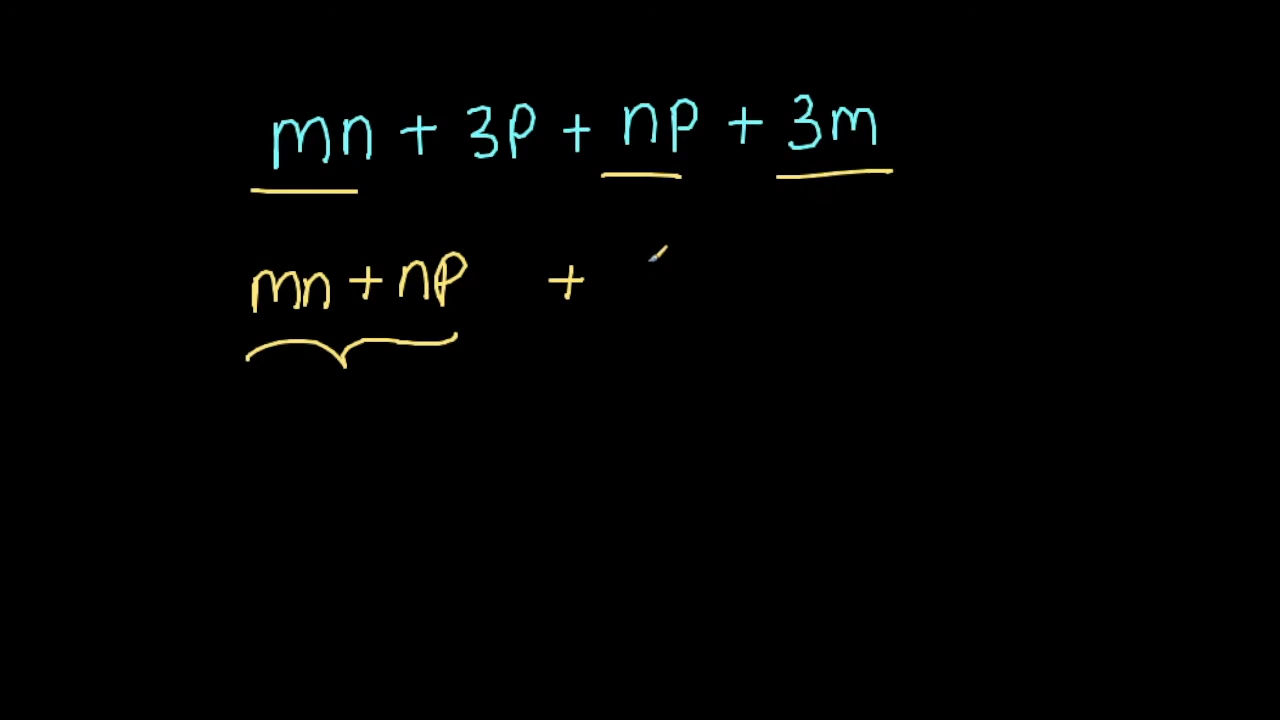 mn + 3p + np + 3m
mn + np +